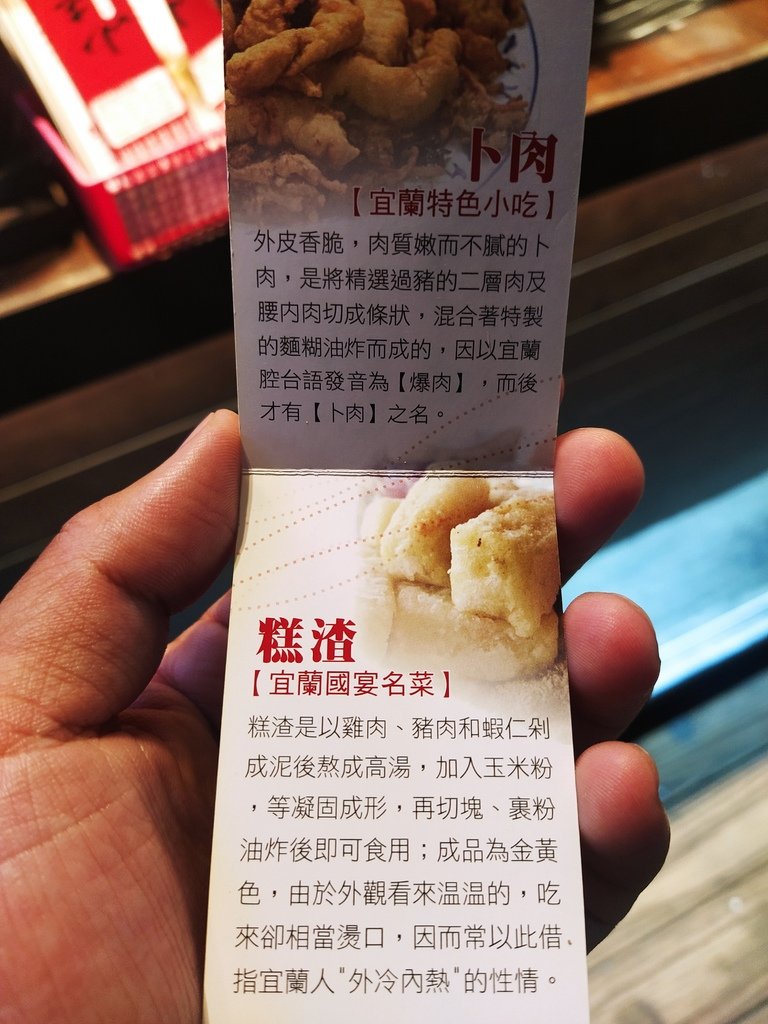 卜肉
【宜蘭特色小吃】
外皮香脆，肉質嫩而不膩的卜
肉，是將精選過豬的二層肉及
腰內肉切成條狀，混合著特製
的麵糊油炸而成的，因以宜蘭
腔台語發音為【爆肉】，而後
才有【卜肉】之名。
糕渣
【宜蘭國宴名菜】
糕渣是以雞肉、豬肉和蝦仁剁
成泥後熬成高湯，加入玉米粉
，等凝固成形，再切塊、裹粉
油炸後即可食用；成品為金黃
色，由於外觀看來温温的，吃
來卻相當燙口，因而常以此借
指宜蘭人"外冷內熱"的性情。